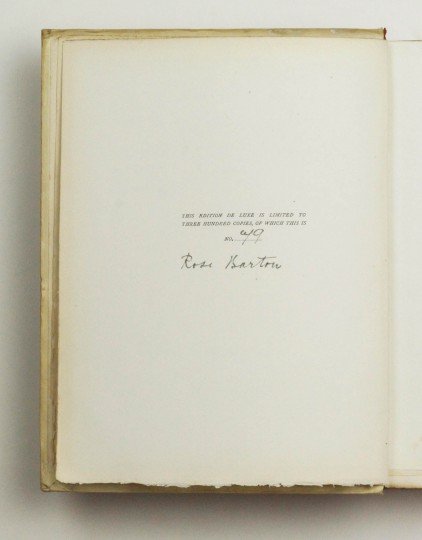 THIS EDITION DE LUXE IS LIMITED TO
THREE HUNDRED COPIES, OF WHICH THIS IS
NO. 49
Rose Barton